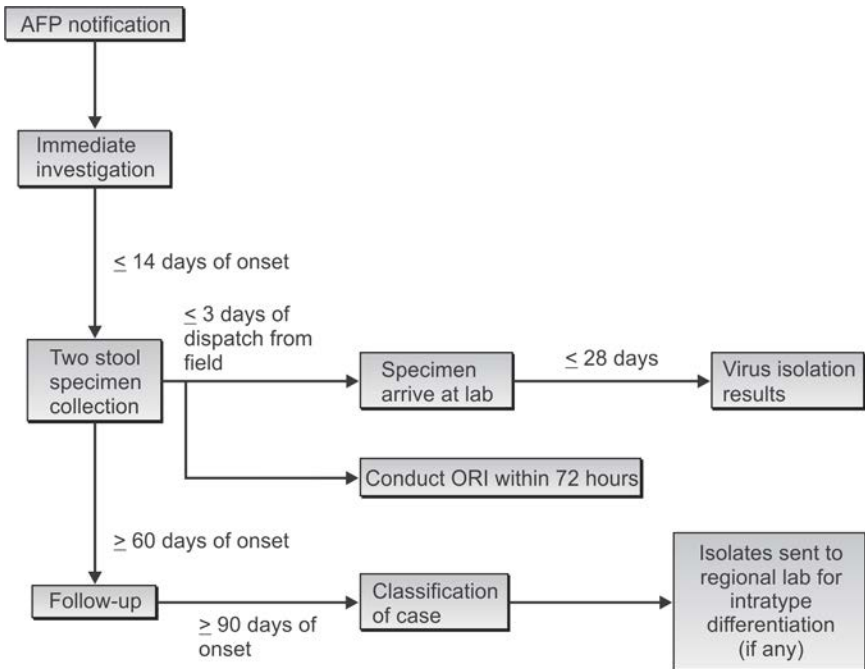 AFP notification
Immediate
investigation
≤ 14 days of onset
≤ 3 days of
dispatch from
field
Two stool
specimen
collection
Specimen
arrive at lab
≤ 28 days
Virus isolation
results
Conduct ORI within 72 hours
≥ 60 days of onset
Follow-up
≥ 90 days of
onset
Classification
of case
Isolates sent to
regional lab for
intratype
differentiation
(if any)